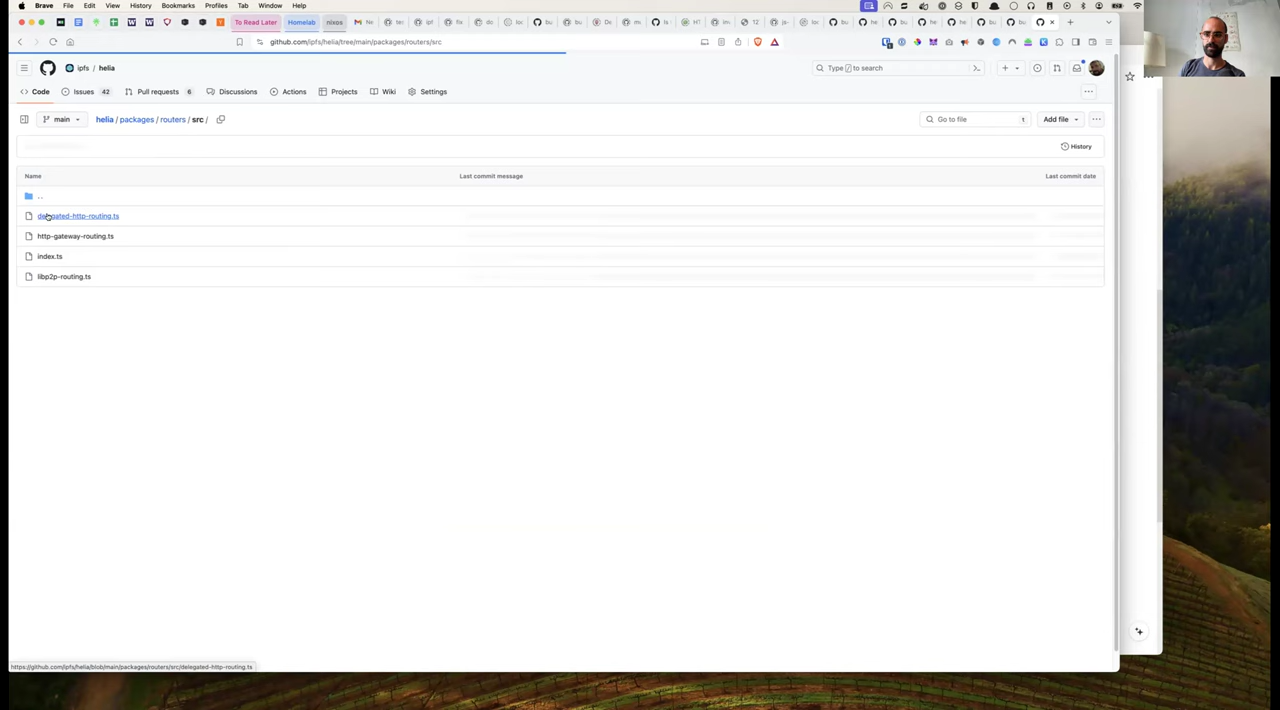 Brave File Edit View History Bookmarks Profiles Tab Window Help
To Read Later Homelab nixos
github.com/ipfs/helia/tree/main/packages/routers/src
ipfs / helia
Type / to search
Code Issues 42 Pull requests 6 Discussions Actions Projects Wiki Settings
main helia / packages / routers / src / Go to file t Add file
History
Name Last commit message Last commit date
..
delegated-http-routing.ts
http-gateway-routing.ts
index.ts
libp2p-routing.ts
https://github.com/ipfs/helia/blob/main/packages/routers/src/delegated-http-routing.ts